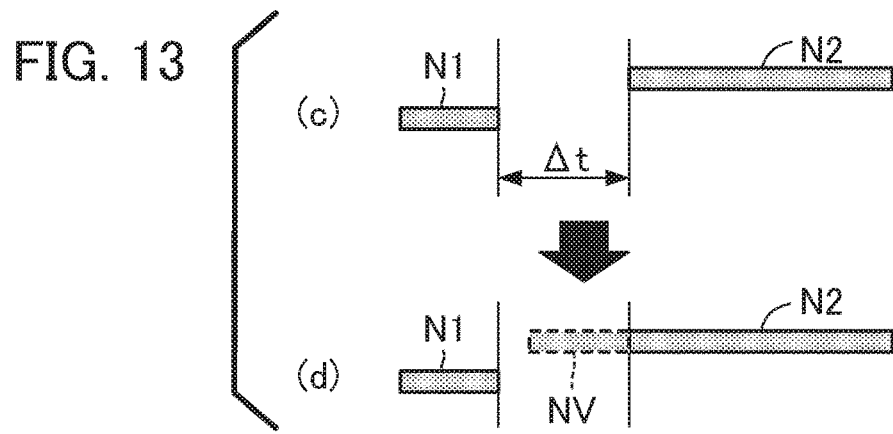 FIG. 13
(c)
N1
N2
Δt
(d)
N1
N2
NV